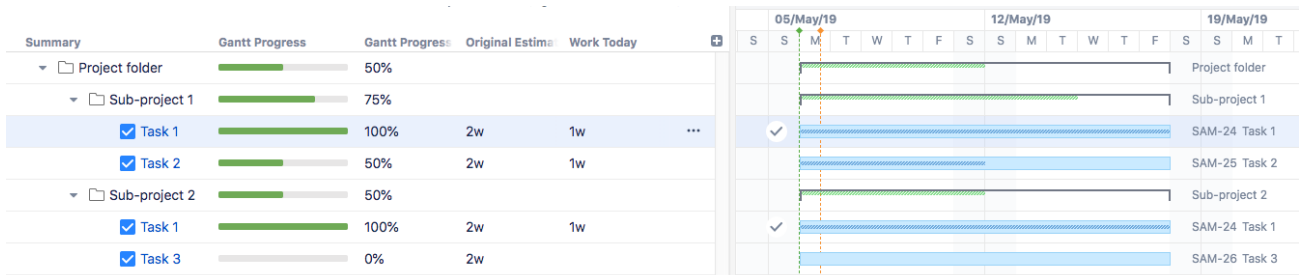 05/May/19 12/May/19 19/May/19
Summary Gantt Progress Gantt Progress Original Estima Work Today
S S M T W T F S S M T W T F S S M T
Project folder 50% Project folder
Sub-project 1 75% Sub-project 1
Task 1 100% 2w 1w ... SAM-24 Task 1
Task 2 50% 2w 1w SAM-25 Task 2
Sub-project 2 50% Sub-project 2
Task 1 100% 2w 1w SAM-24 Task 1
Task 3 0% 2w SAM-26 Task 3